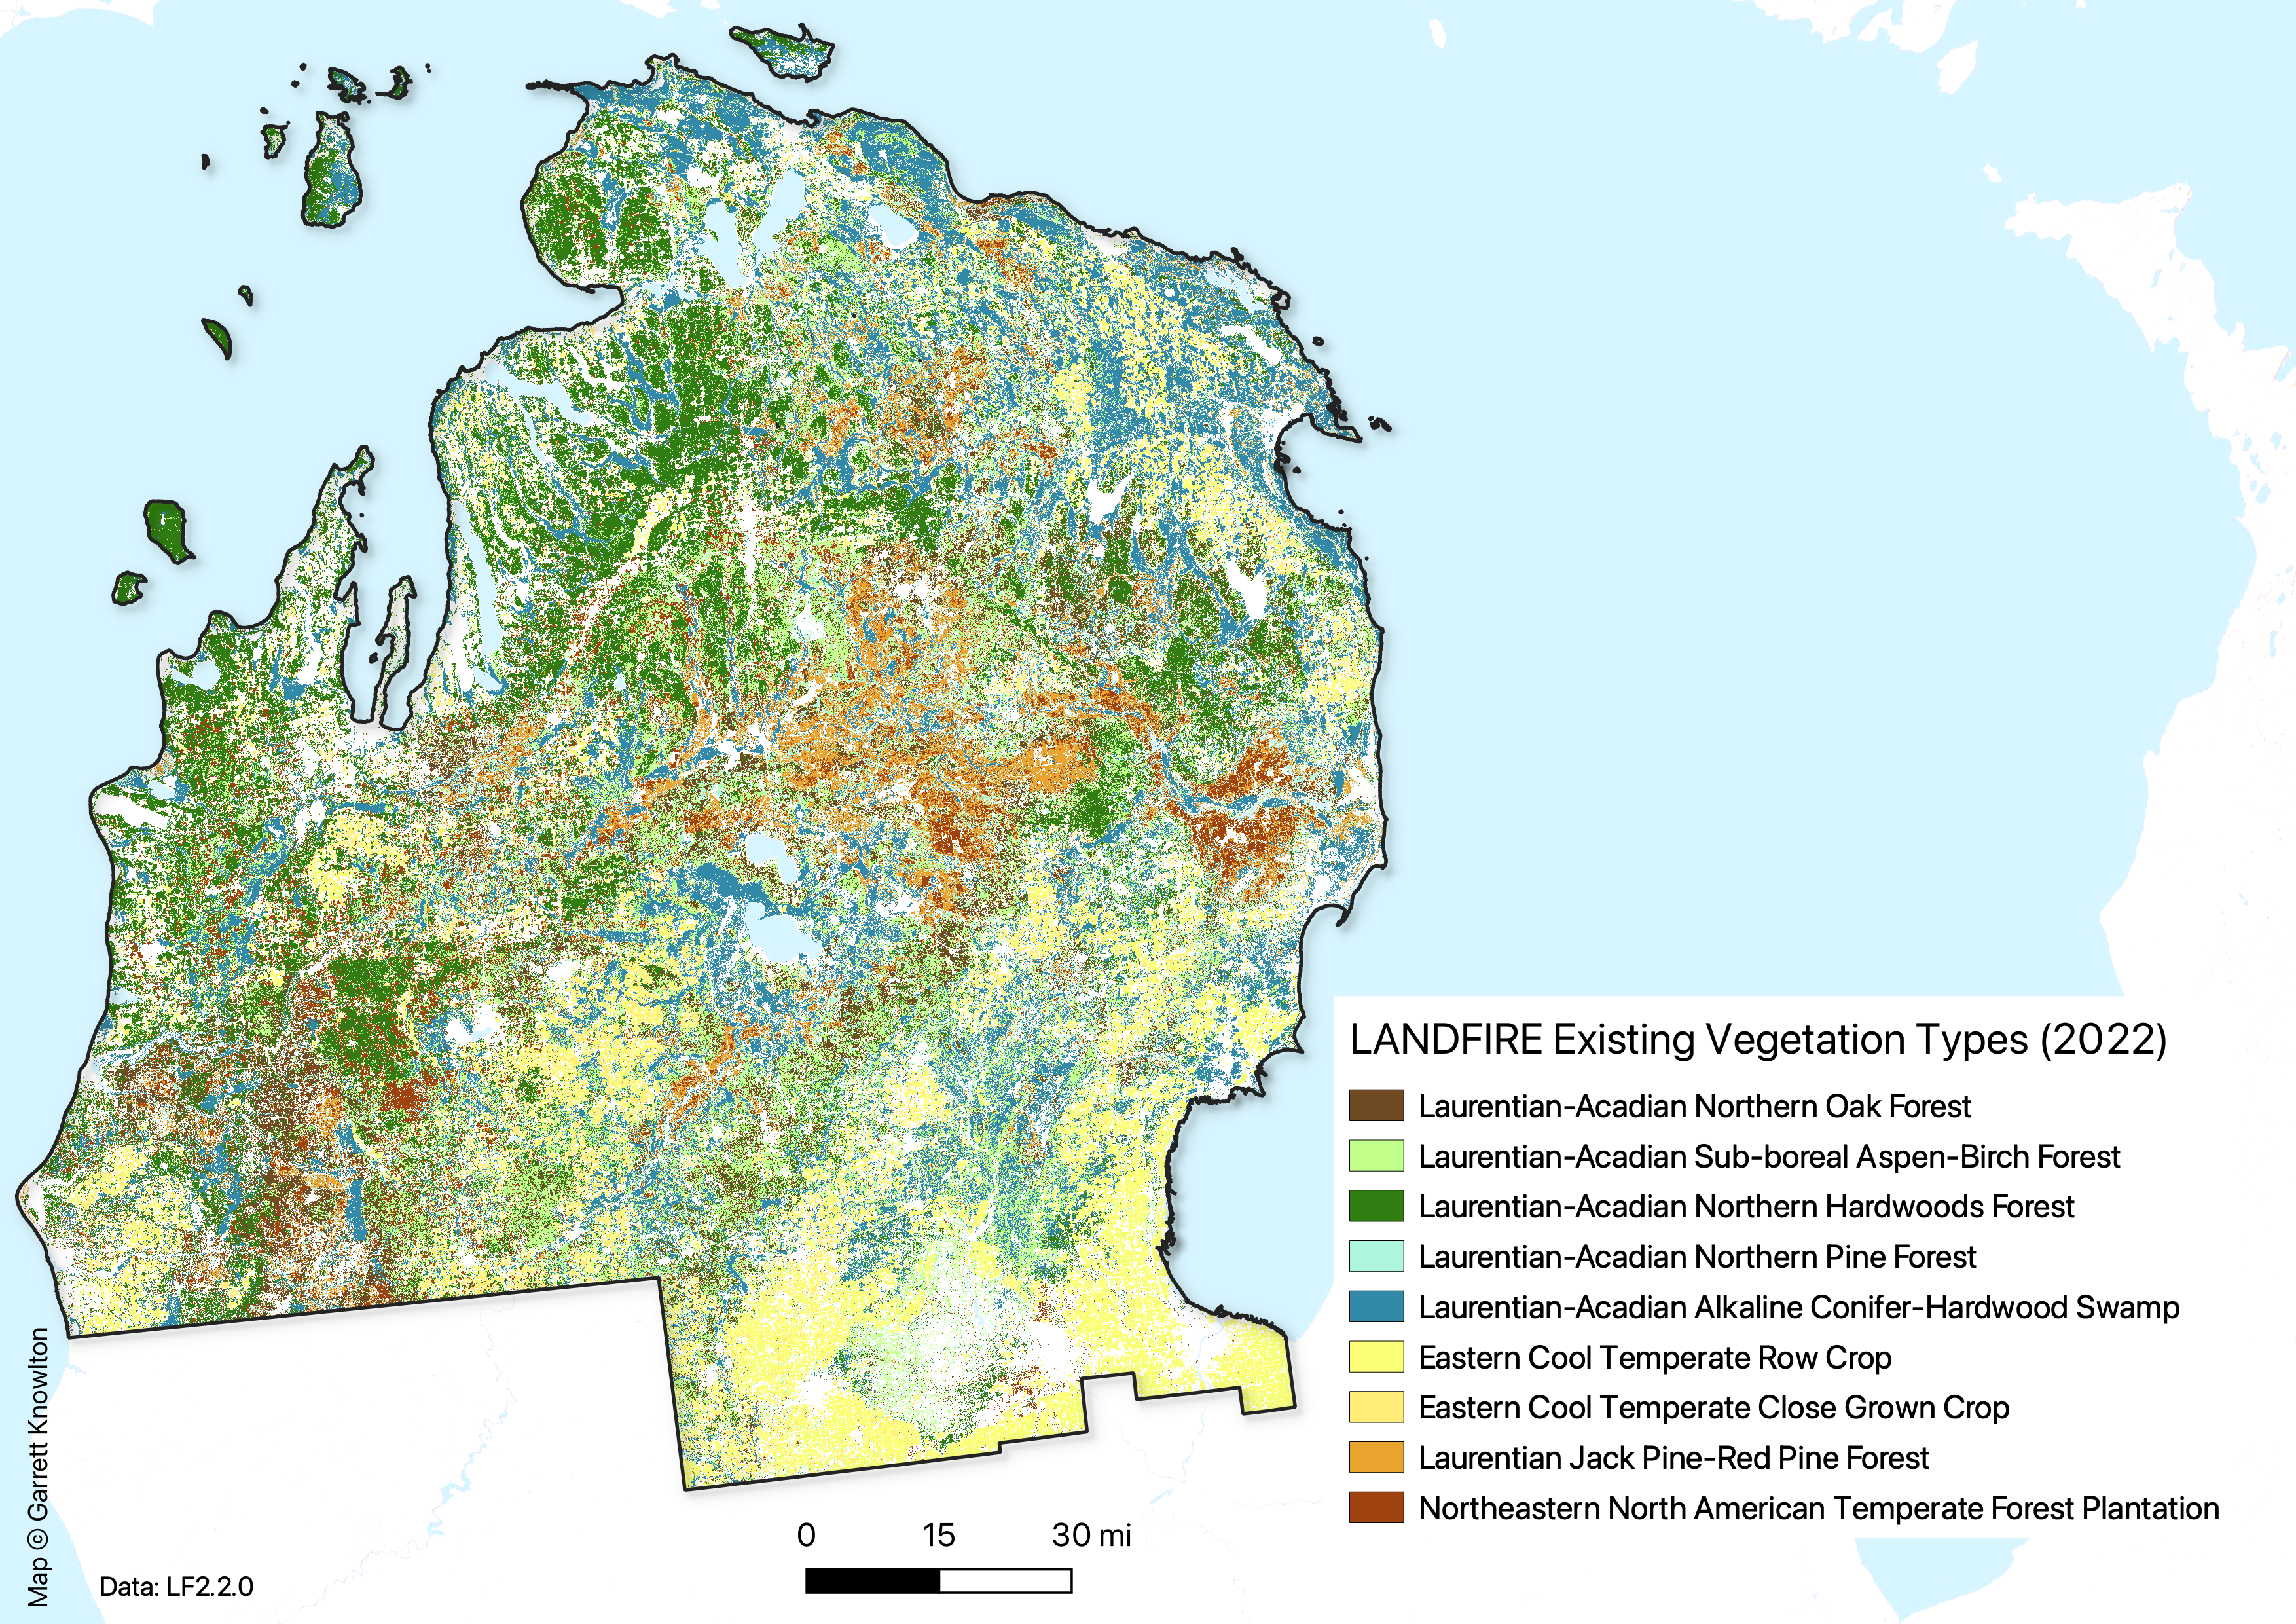 LANDFIRE Existing Vegetation Types (2022)
Laurentian-Acadian Northern Oak Forest
Laurentian-Acadian Sub-boreal Aspen-Birch Forest
Laurentian-Acadian Northern Hardwoods Forest
Laurentian-Acadian Northern Pine Forest
Laurentian-Acadian Alkaline Conifer-Hardwood Swamp
Eastern Cool Temperate Row Crop
Eastern Cool Temperate Close Grown Crop
Laurentian Jack Pine-Red Pine Forest
Northeastern North American Temperate Forest Plantation
0 15 30 mi
Data: LF2.2.0
Map © Garrett Knowlton